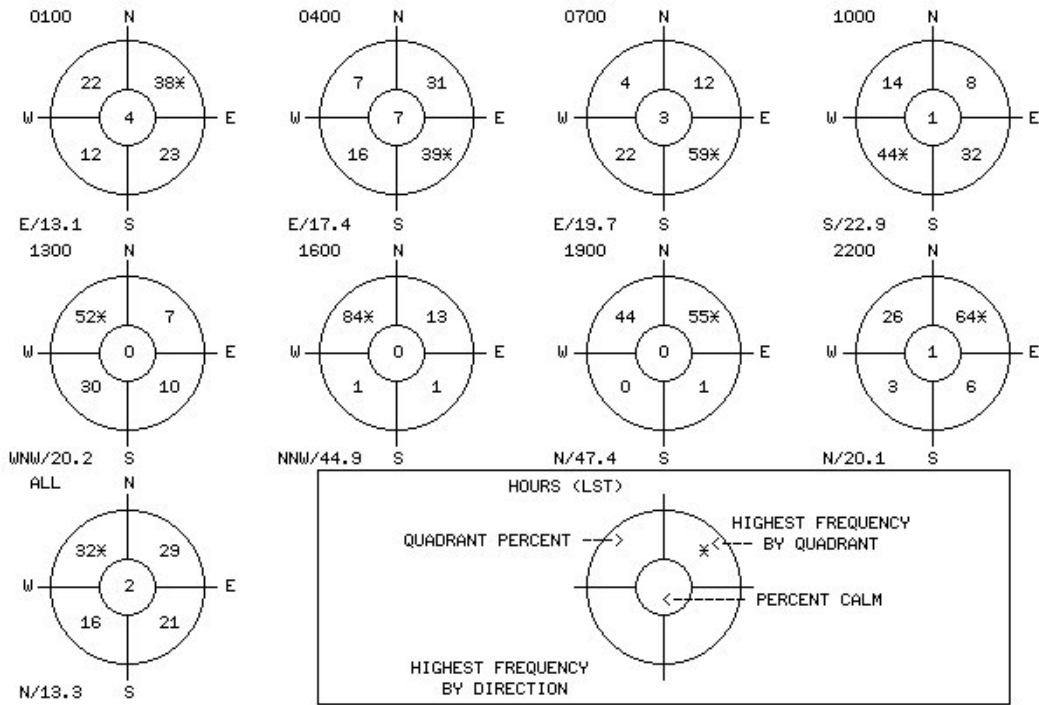 0100 N 0400 N 0700 N 1000 N
22 38* 7 31 4 12 14 8
W 4 E W 7 E W 3 E W 1 E
12 23 16 39* 22 59* 44* 32
E/13.1 S E/17.4 S E/19.7 S S/22.9 S
1300 N 1600 N 1900 N 2200 N
52* 7 84* 13 44 55* 26 64*
W 0 E W 0 E W 0 E W 1 E
30 10 1 1 0 1 3 6
WNW/20.2 S NNW/44.9 S N/47.4 S N/20.1 S
ALL N
32* 29
W 2 E
16 21
N/13.3 S
HOURS (LST)
QUADRANT PERCENT
* HIGHEST FREQUENCY
BY QUADRANT
PERCENT CALM
HIGHEST FREQUENCY
BY DIRECTION